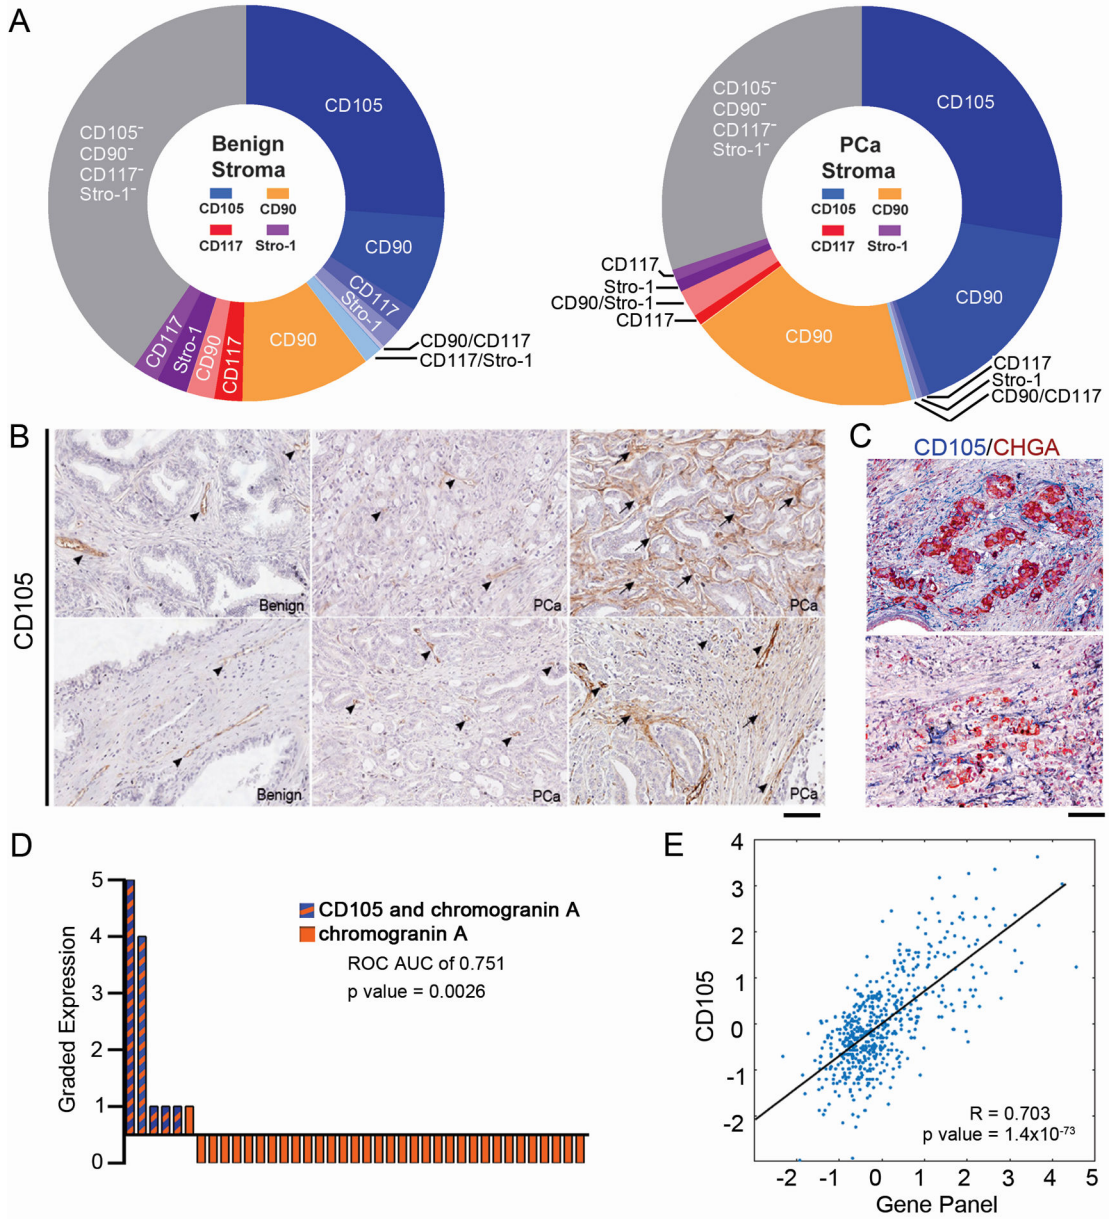 A
CD105
CD105⁻
CD90⁻
CD117⁻
Stro-1⁻
Benign
Stroma
CD105
CD90
CD117
Stro-1
CD90
CD117
Stro-1
CD90/CD117
CD117/Stro-1
CD90
CD117
CD90
Stro-1
CD117
CD105
CD105⁻
CD90⁻
CD117⁻
Stro-1⁻
PCa
Stroma
CD105
CD90
CD117
Stro-1
CD90
CD117
Stro-1
CD90/CD117
CD90
CD117
Stro-1
CD90/Stro-1
CD117
B
CD105
Benign
PCa
PCa
Benign
PCa
PCa
C
CD105/CHGA
D
Graded Expression
5
4
3
2
1
0
CD105 and chromogranin A
chromogranin A
ROC AUC of 0.751
p value = 0.0026
E
CD105
4
3
2
1
0
-1
-2
R = 0.703
p value = 1.4x10⁻⁷³
-2
-1
0
1
2
3
4
5
Gene Panel